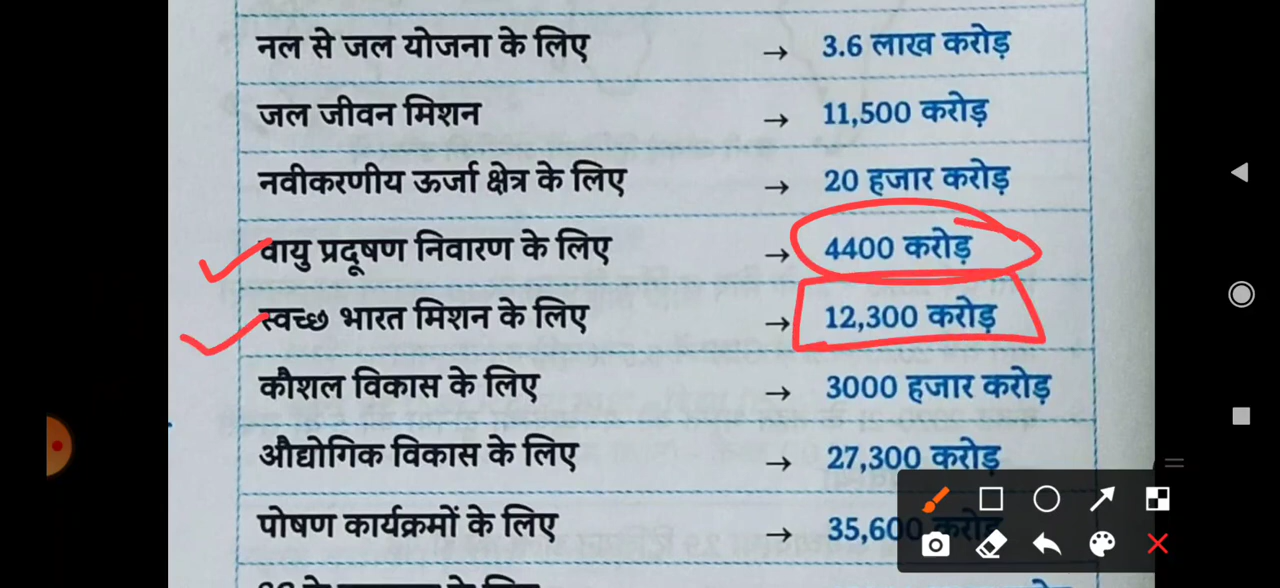 नल से जल योजना के लिए → 3.6 लाख करोड़
जल जीवन मिशन → 11,500 करोड़
नवीकरणीय ऊर्जा क्षेत्र के लिए → 20 हजार करोड़
वायु प्रदूषण निवारण के लिए → 4400 करोड़
स्वच्छ भारत मिशन के लिए → 12,300 करोड़
कौशल विकास के लिए → 3000 हजार करोड़
औद्योगिक विकास के लिए → 27,300 करोड़
पोषण कार्यक्रमों के लिए → 35,600 करोड़